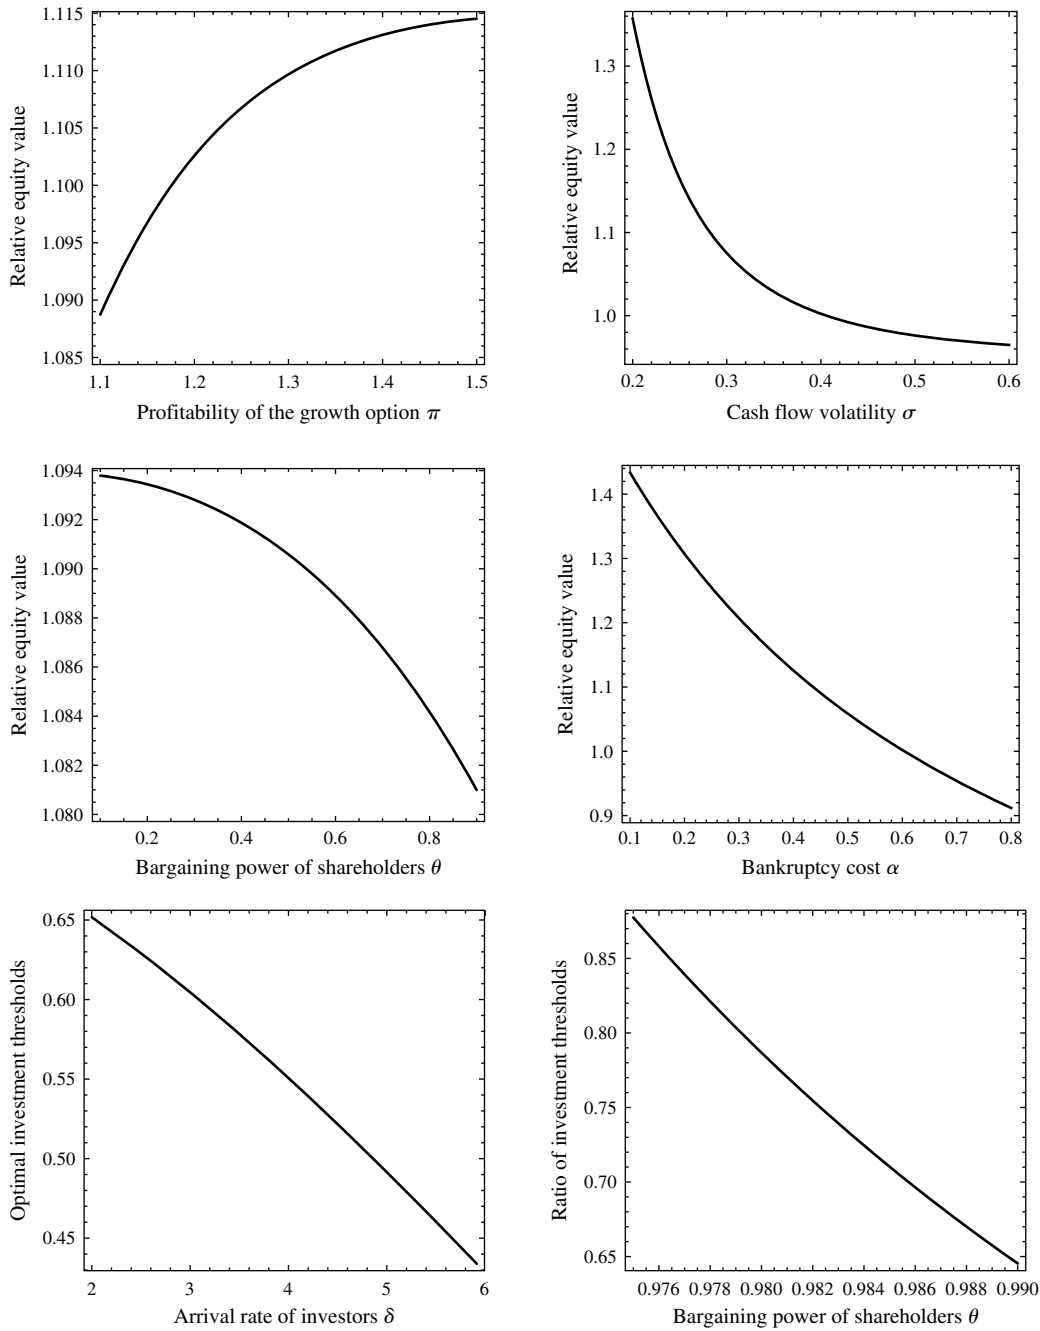 1.115
1.110
1.105
1.100
1.095
1.090
1.085
Relative equity value
1.1 1.2 1.3 1.4 1.5
Profitability of the growth option π
1.3
1.2
1.1
1.0
Relative equity value
0.2 0.3 0.4 0.5 0.6
Cash flow volatility σ
1.094
1.092
1.090
1.088
1.086
1.084
1.082
1.080
Relative equity value
0.2 0.4 0.6 0.8
Bargaining power of shareholders θ
1.4
1.3
1.2
1.1
1.0
0.9
Relative equity value
0.1 0.2 0.3 0.4 0.5 0.6 0.7 0.8
Bankruptcy cost α
0.65
0.60
0.55
0.50
0.45
Optimal investment thresholds
2 3 4 5 6
Arrival rate of investors δ
0.85
0.80
0.75
0.70
0.65
Ratio of investment thresholds
0.976 0.978 0.980 0.982 0.984 0.986 0.988 0.990
Bargaining power of shareholders θ